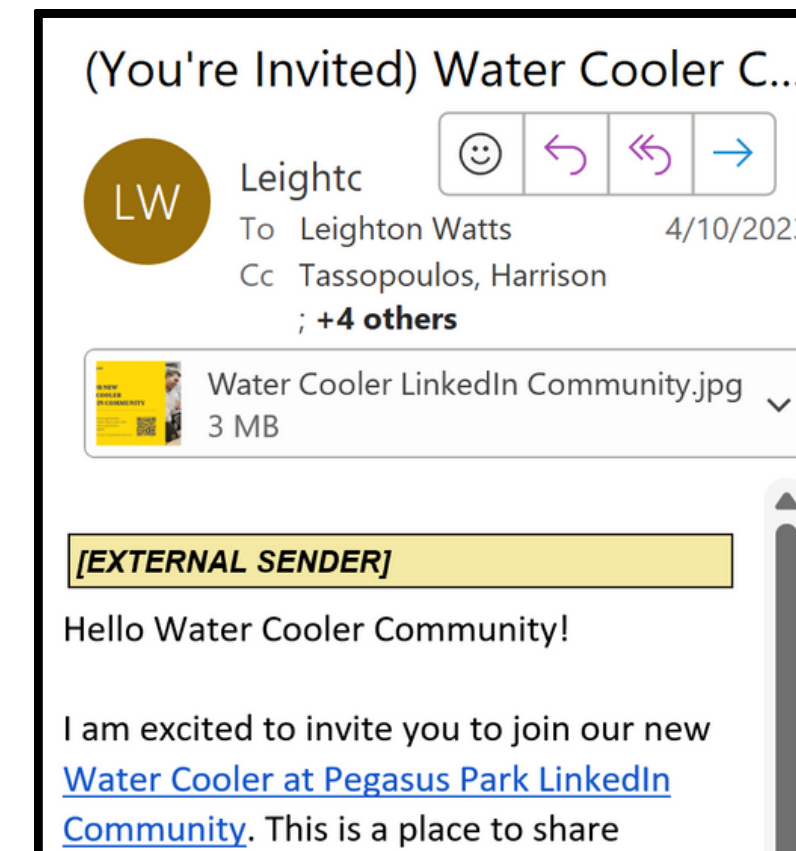 (You're Invited) Water Cooler C...
LW
Leightc
To Leighton Watts 4/10/202
Cc Tassopoulos, Harrison
; +4 others
Water Cooler LinkedIn Community.jpg
3 MB
[EXTERNAL SENDER]
Hello Water Cooler Community!
I am excited to invite you to join our new
Water Cooler at Pegasus Park LinkedIn
Community. This is a place to share